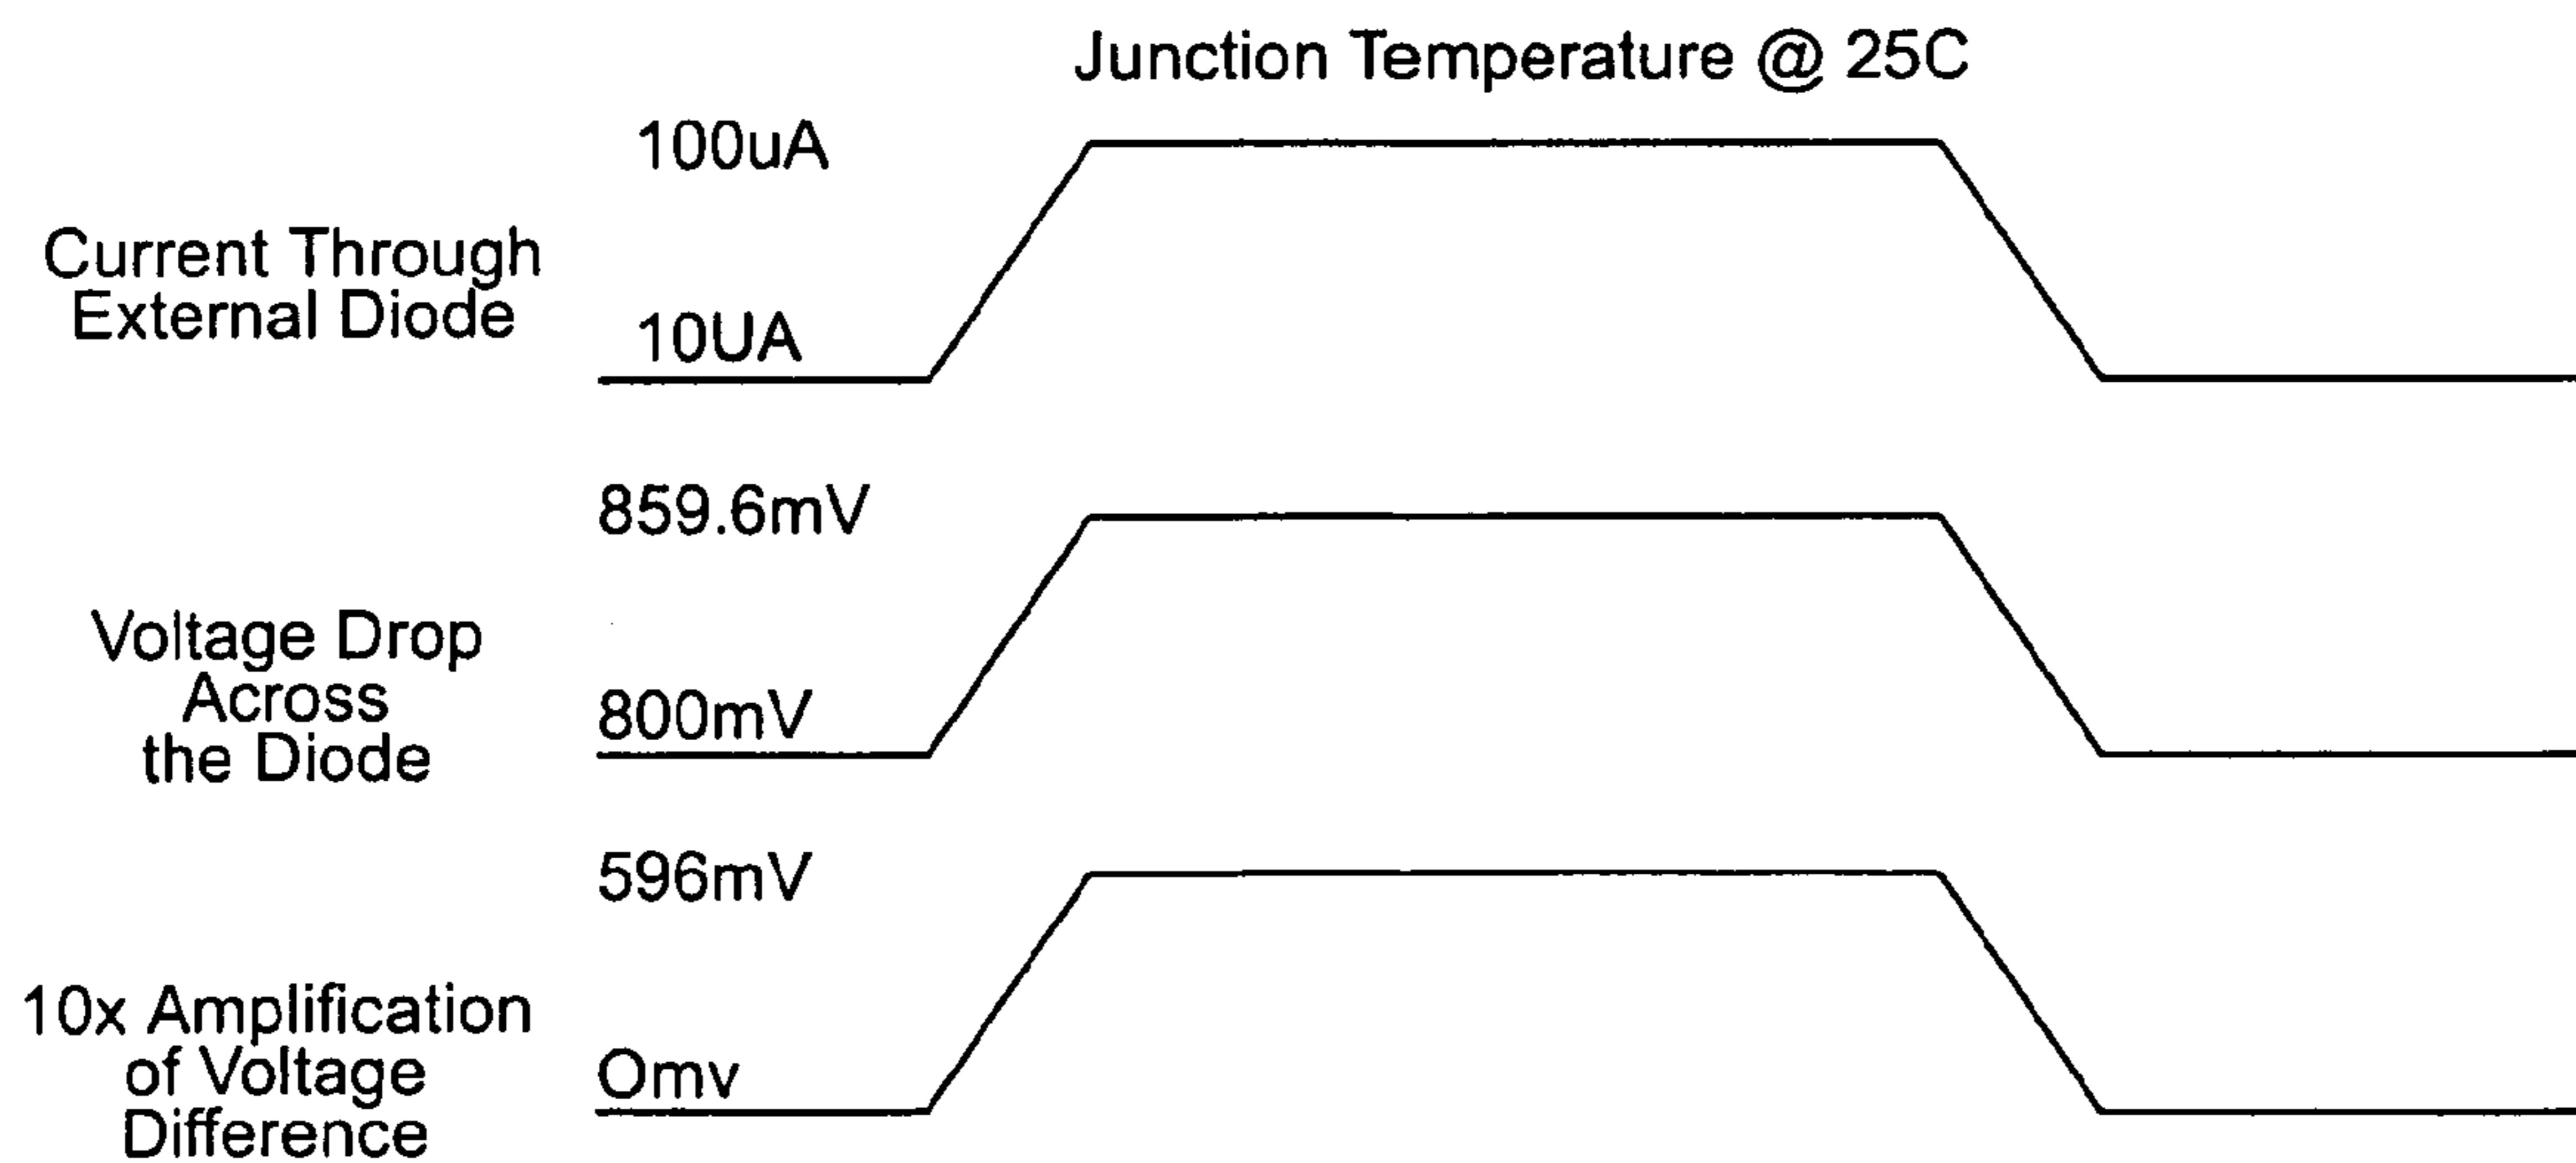 Junction Temperature @ 25C
100uA
Current Through
External Diode
10UA
859.6mV
Voltage Drop
Across
the Diode
800mV
596mV
10x Amplification
of Voltage
Difference
Omv